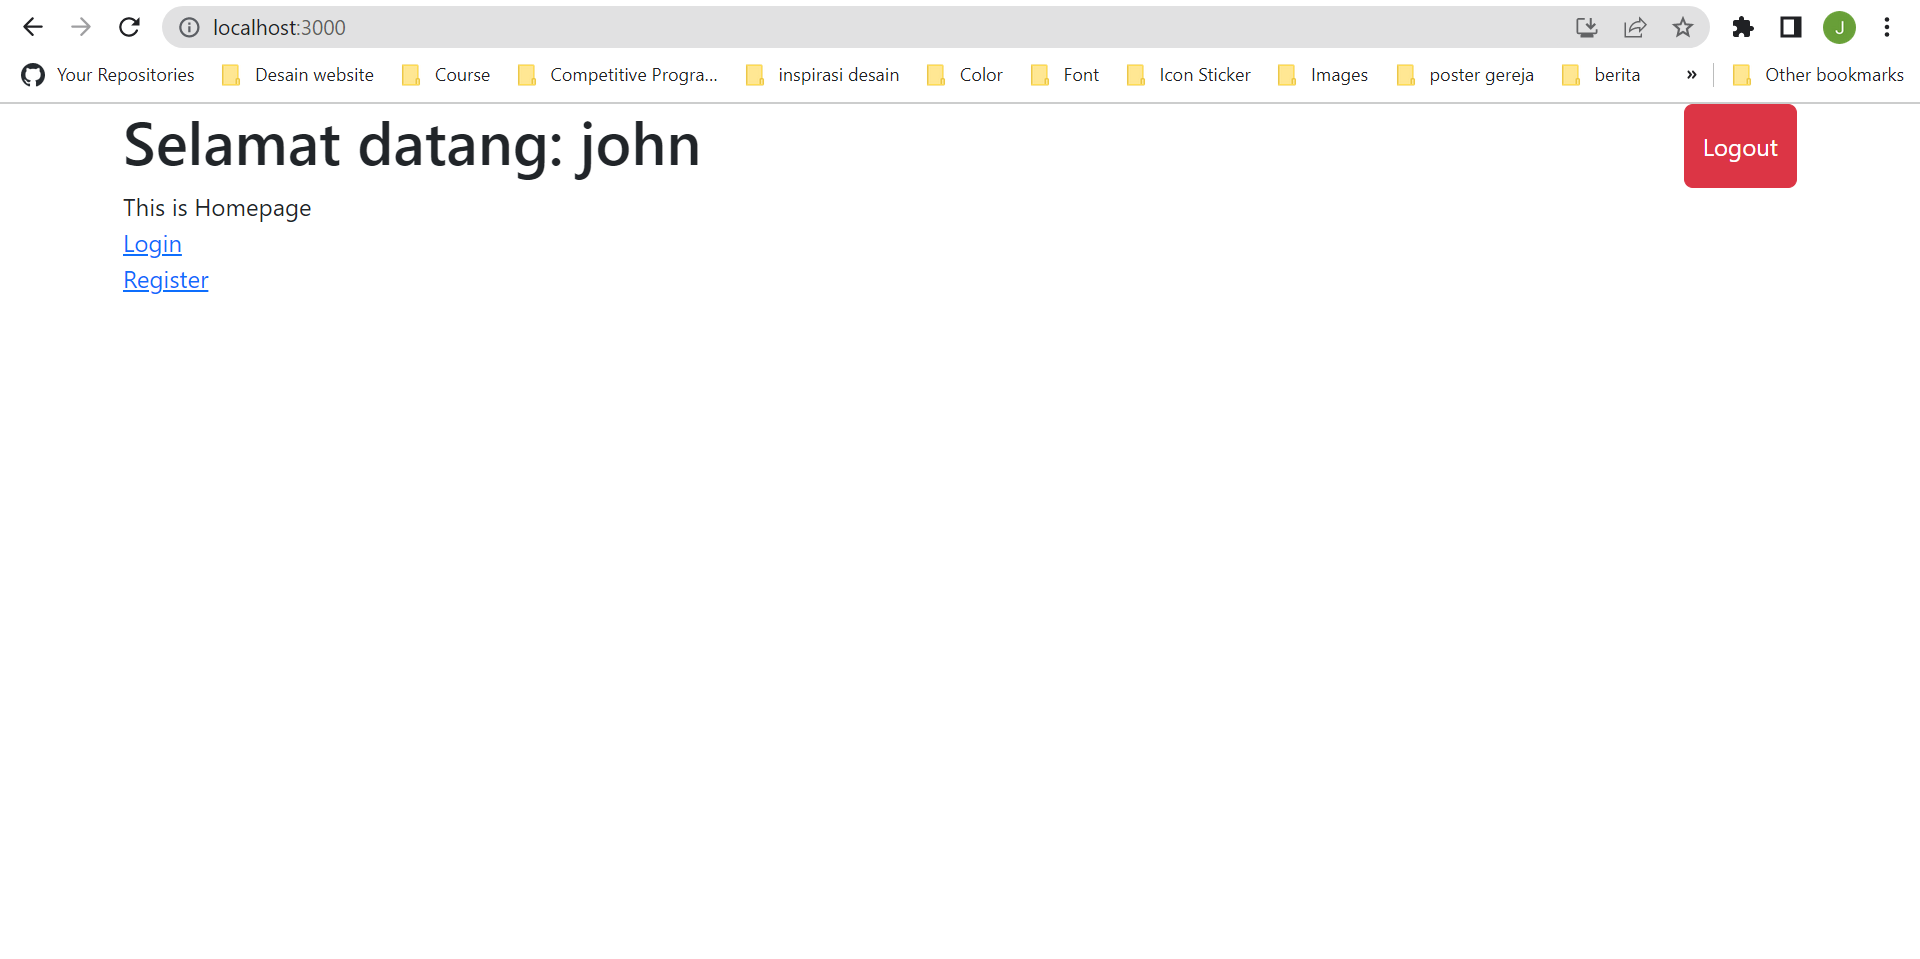 localhost:3000
J
Your Repositories Desain website Course Competitive Progra... inspirasi desain Color Font Icon Sticker Images poster gereja berita » Other bookmarks
Selamat datang: john
Logout
This is Homepage
Login
Register